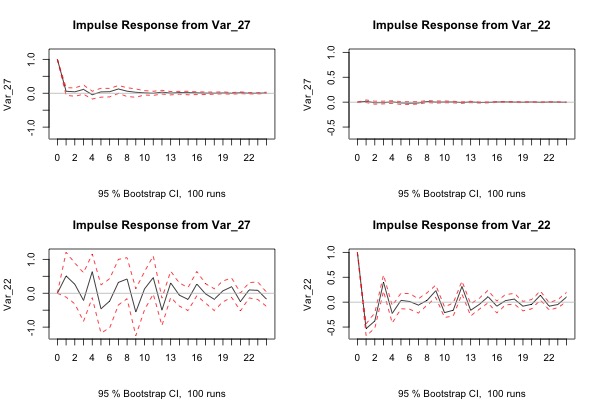 Impulse Response from Var_27
Var_27
1.0
0.0
-1.0
0 2 4 6 8 10 13 16 19 22
95 % Bootstrap CI, 100 runs
Impulse Response from Var_22
Var_27
1.0
0.5
0.0
-0.5
0 2 4 6 8 10 13 16 19 22
95 % Bootstrap CI, 100 runs
Impulse Response from Var_27
Var_22
1.0
0.0
-1.0
0 2 4 6 8 10 13 16 19 22
95 % Bootstrap CI, 100 runs
Impulse Response from Var_22
Var_22
1.0
0.5
0.0
-0.5
0 2 4 6 8 10 13 16 19 22
95 % Bootstrap CI, 100 runs